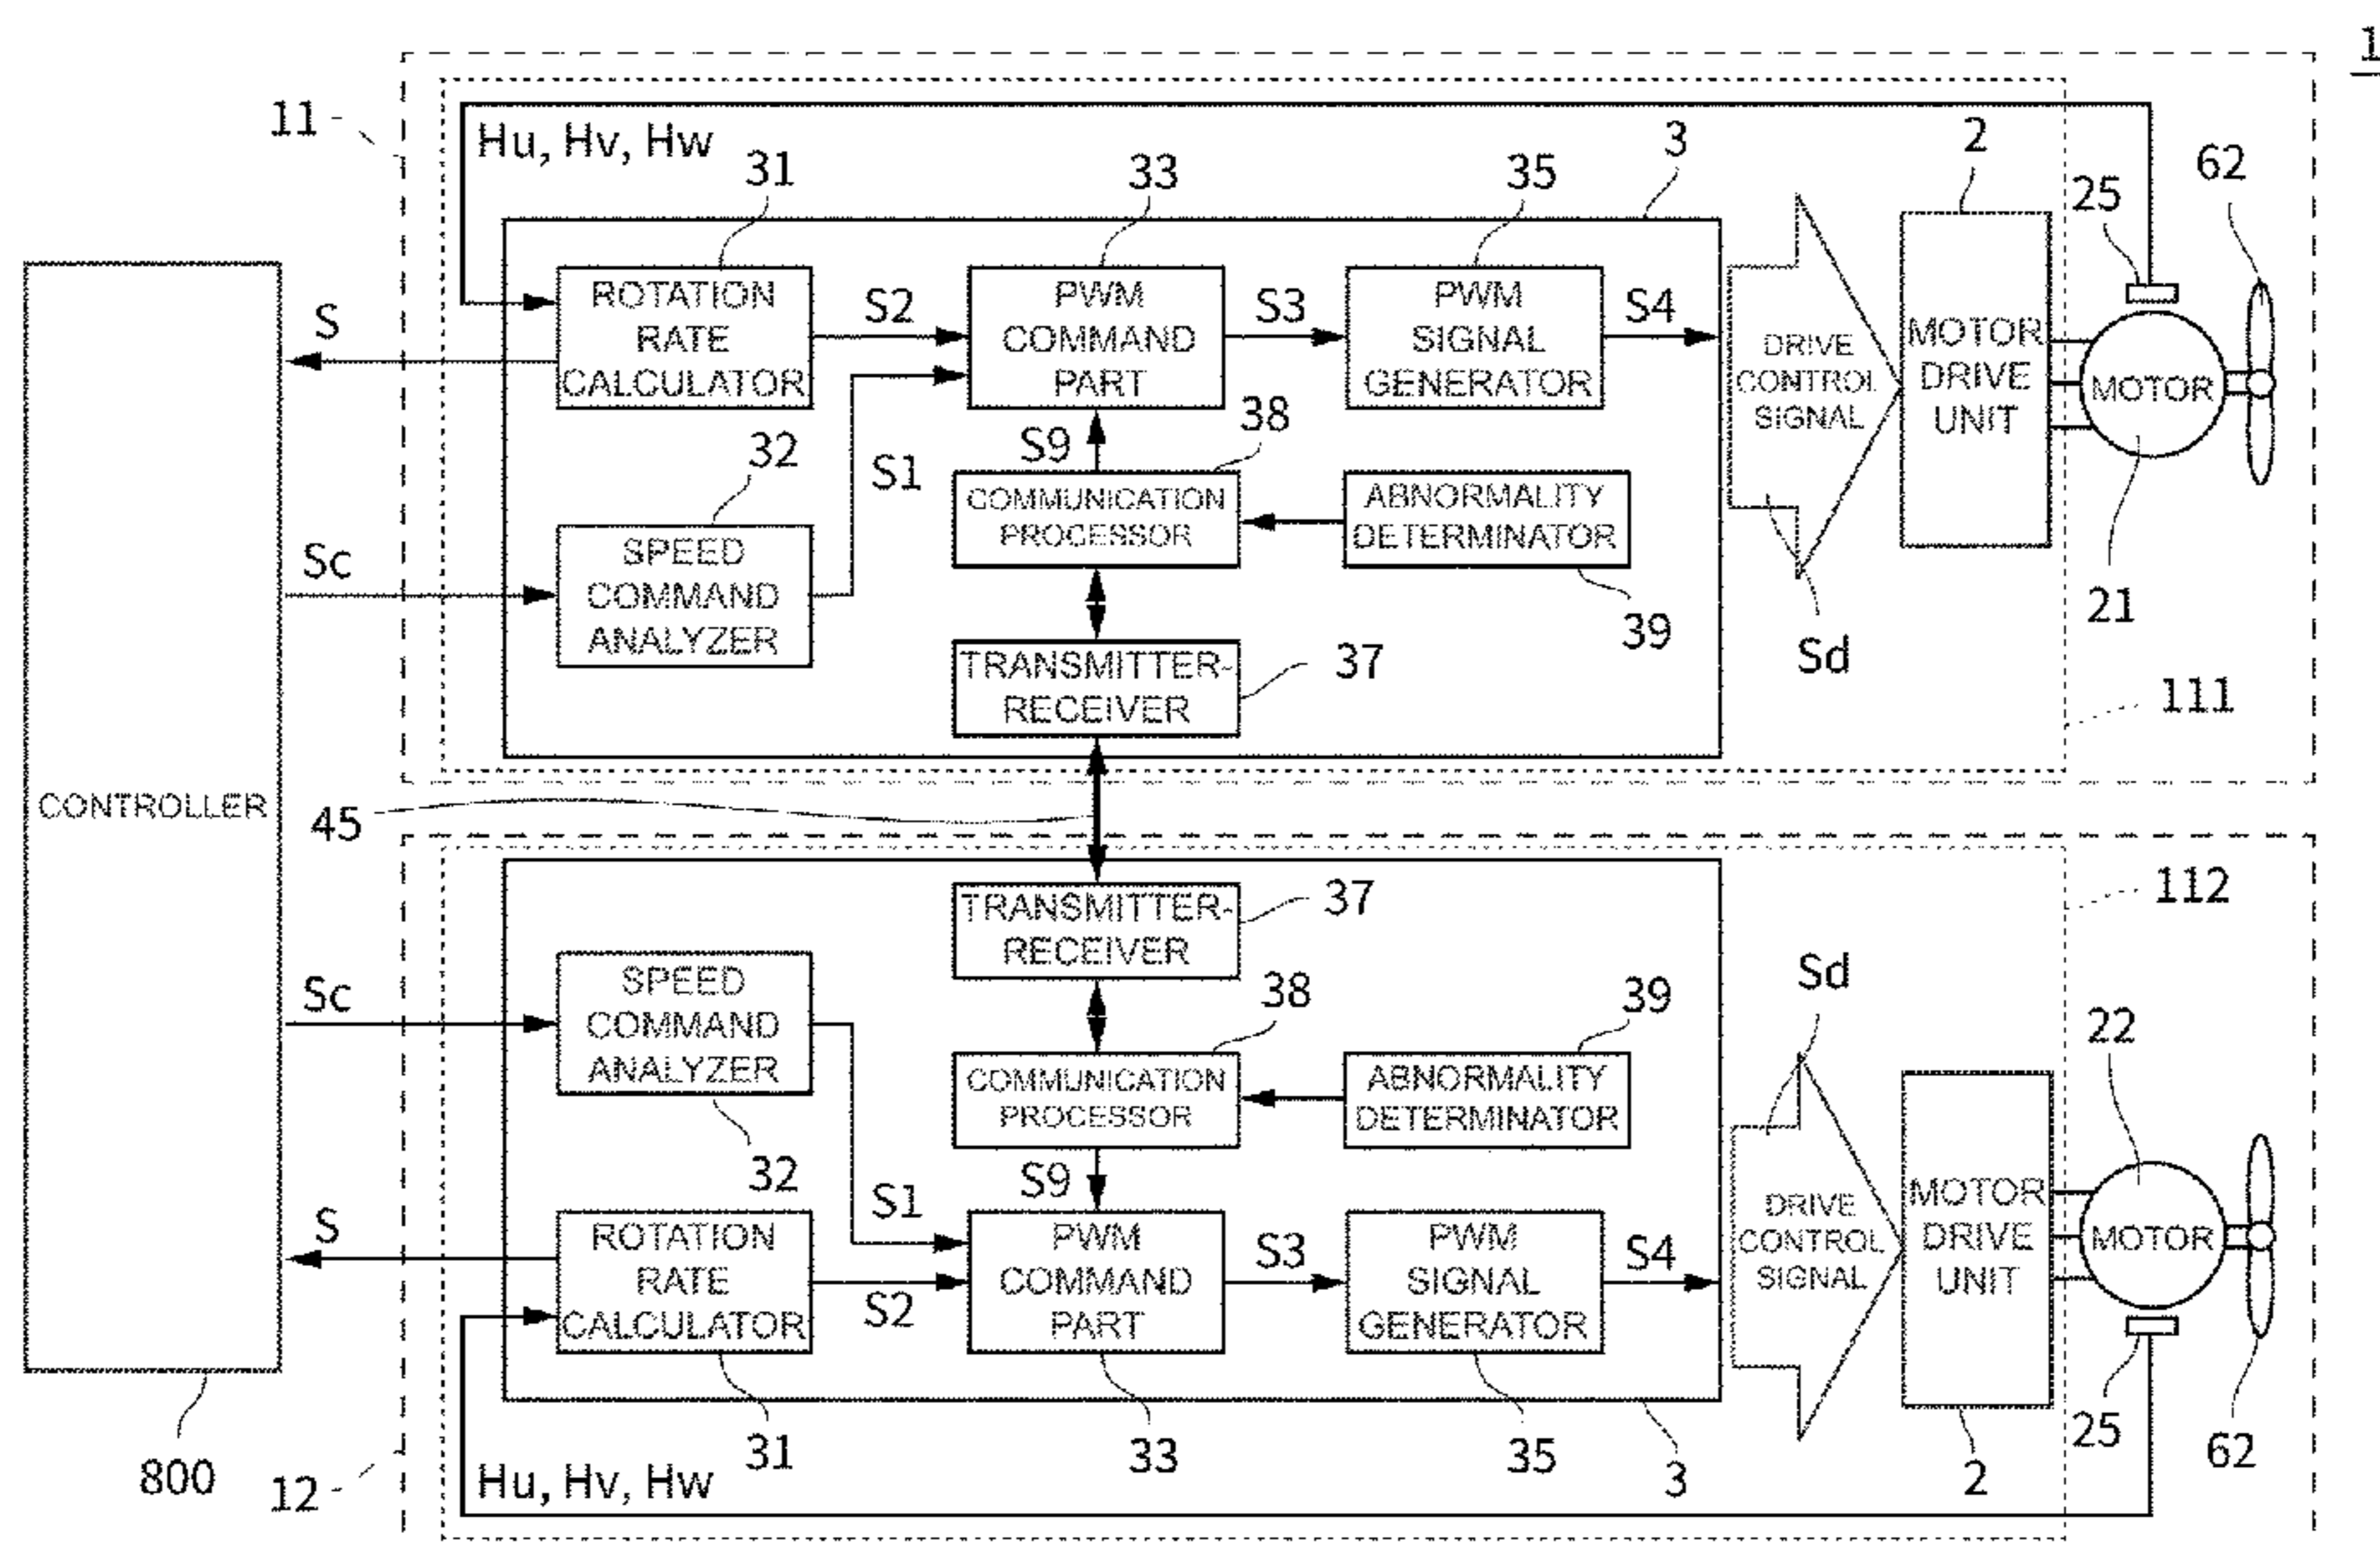 1
11
Hu, Hv, Hw
31
33
35
3
2
25
62
ROTATION
RATE
CALCULATOR
S2
PWM
COMMAND
PART
S3
PWM
SIGNAL
GENERATOR
S4
DRIVE
CONTROL
SIGNAL
MOTOR
DRIVE
UNIT
MOTOR
S
32
S1
S9
38
COMMUNICATION
PROCESSOR
ABNORMALITY
DETERMINATOR
Sc
SPEED
COMMAND
ANALYZER
39
21
Sd
TRANSMITTER-
RECEIVER
37
111
CONTROLLER
45
TRANSMITTER-
RECEIVER
37
112
Sc
SPEED
COMMAND
ANALYZER
38
39
Sd
22
COMMUNICATION
PROCESSOR
ABNORMALITY
DETERMINATOR
32
S1
S9
S
ROTATION
RATE
CALCULATOR
S2
PWM
COMMAND
PART
S3
PWM
SIGNAL
GENERATOR
S4
DRIVE
CONTROL
SIGNAL
MOTOR
DRIVE
UNIT
MOTOR
800
12
Hu, Hv, Hw
31
33
35
3
2
25
62